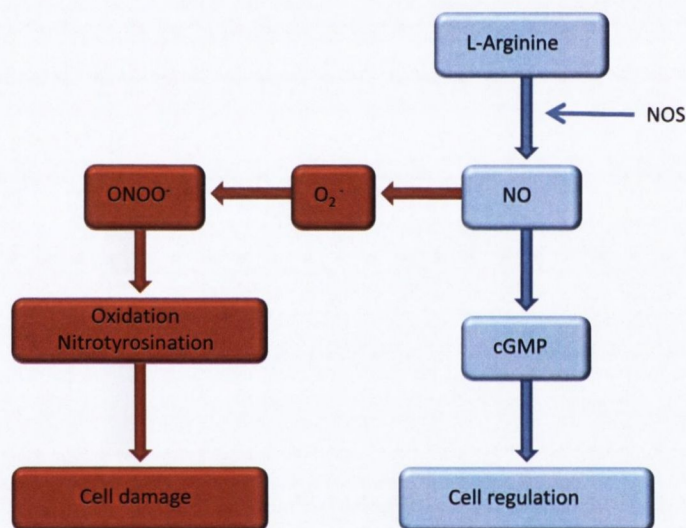 L-Arginine
NOS
ONOO⁻
O₂⁻
NO
Oxidation
Nitrotyrosination
cGMP
Cell damage
Cell regulation